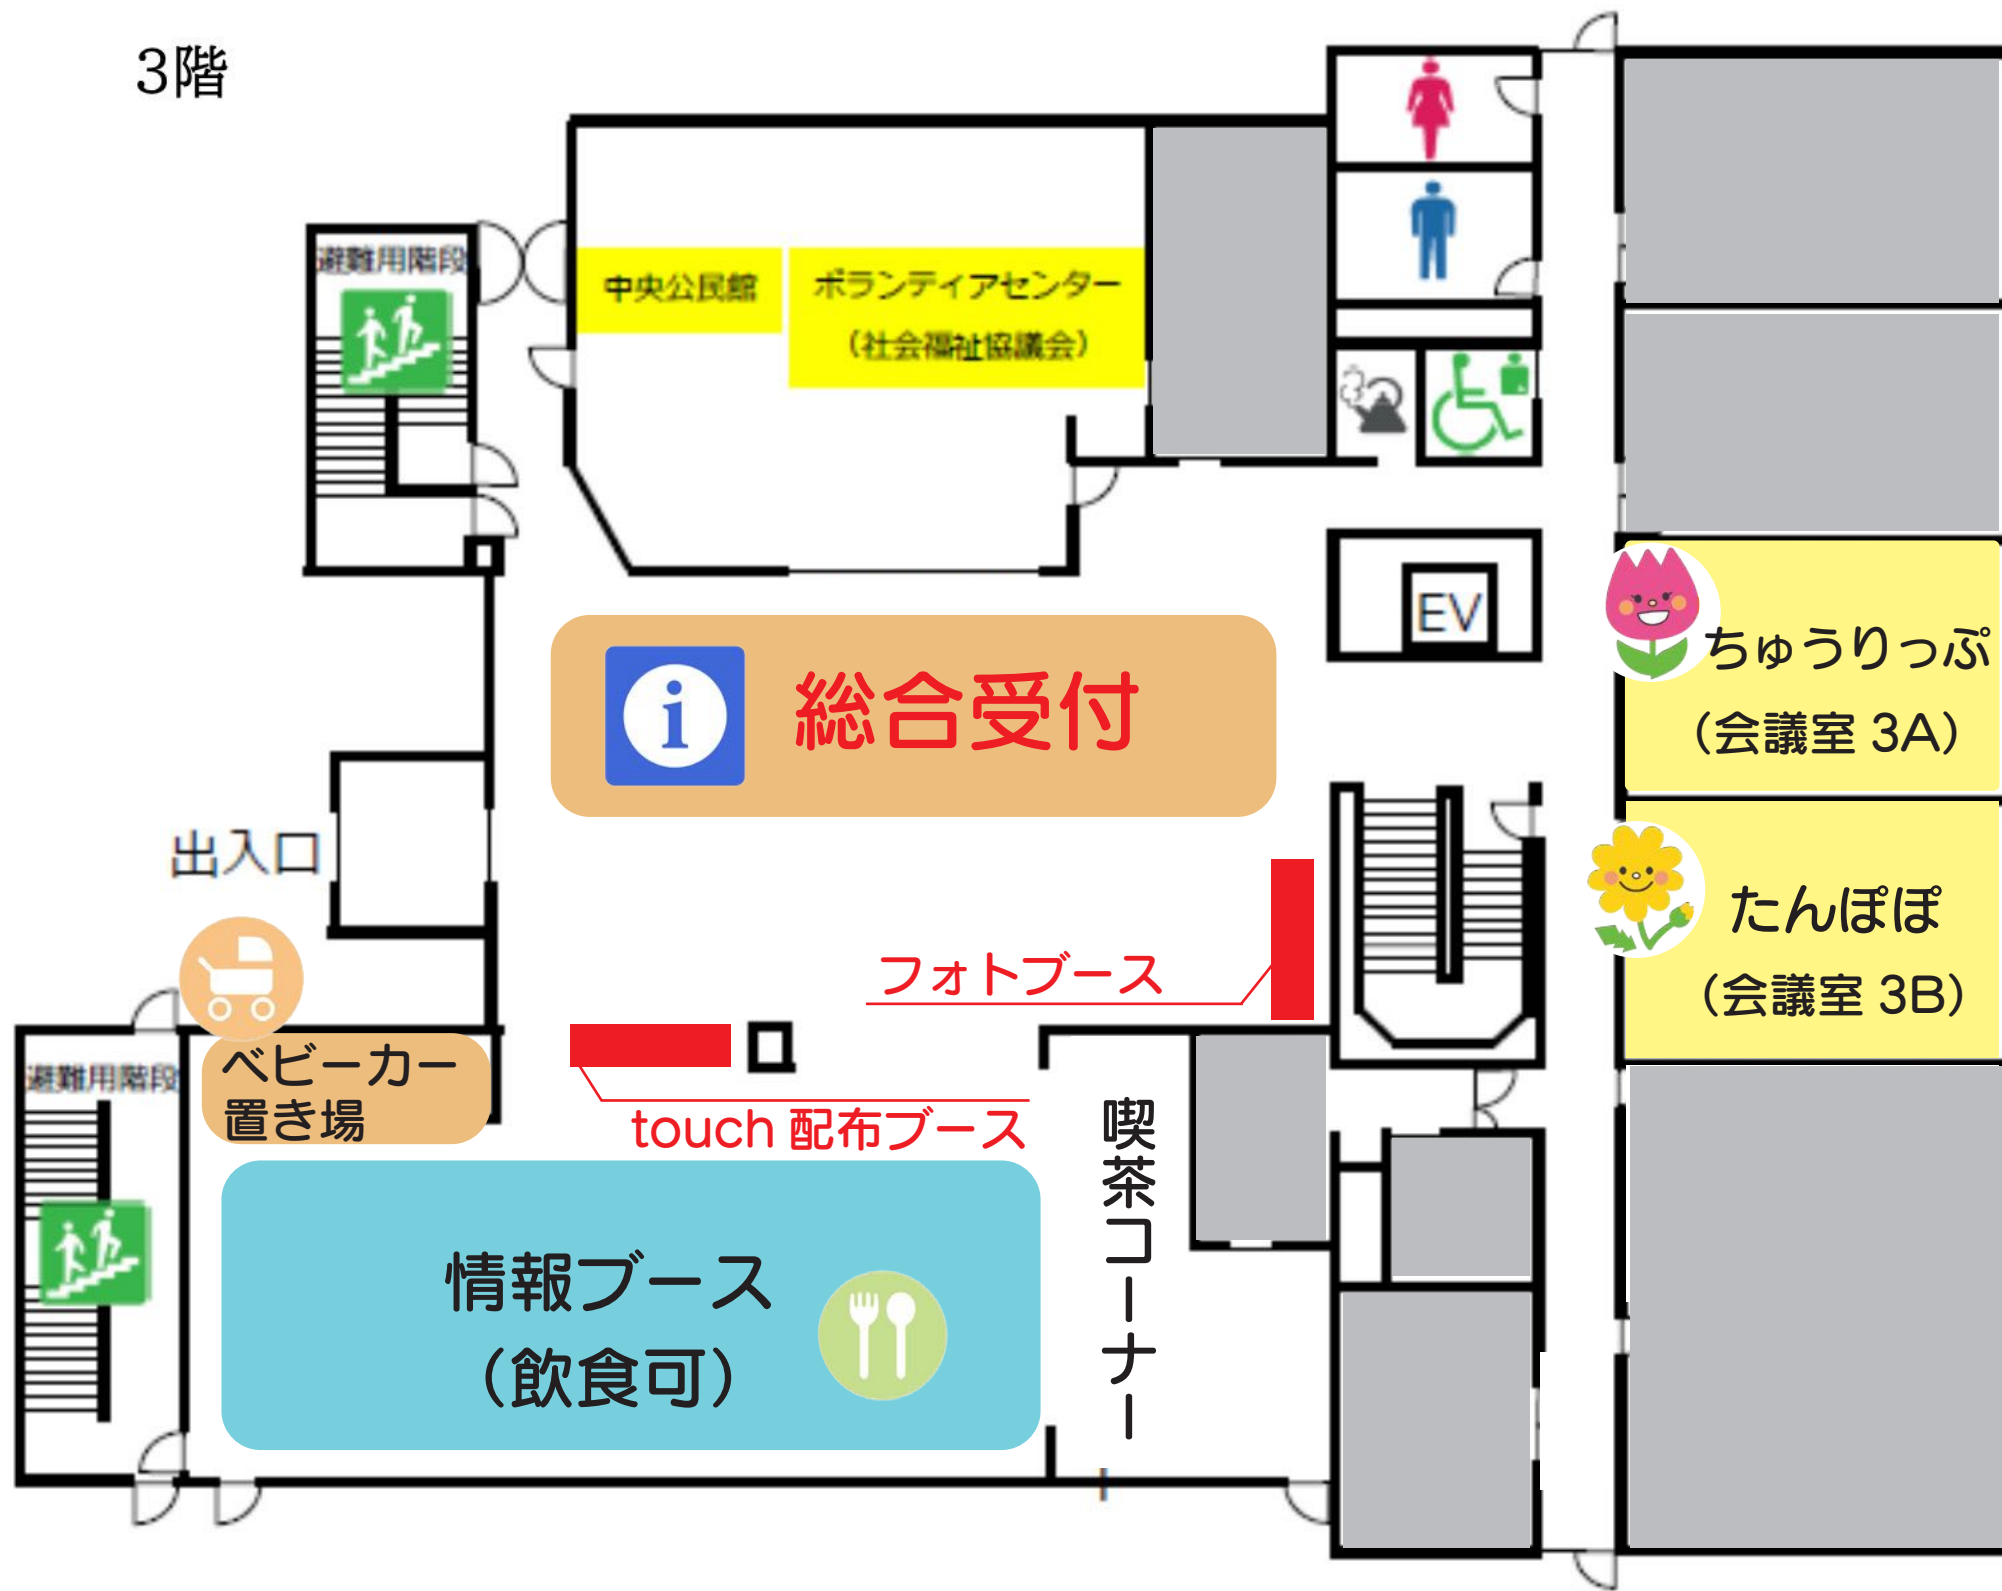 3階
避難用階段
中央公民館
ボランティアセンター
（社会福祉協議会）
EV
ちゅうりっぷ
（会議室 3A）
i 総合受付
出入口
たんぽぽ
（会議室 3B）
フォトブース
ベビーカー
置き場
避難用階段
touch 配布ブース
喫茶コーナー
情報ブース
（飲食可）